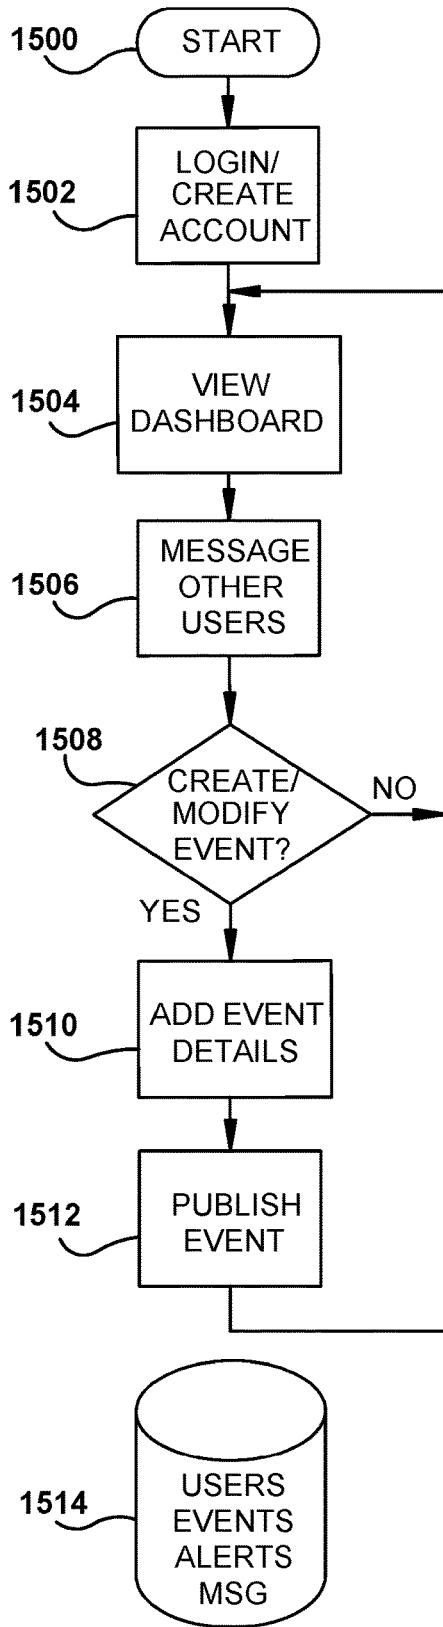 1500
START
1502
LOGIN/
CREATE
ACCOUNT
1504
VIEW
DASHBOARD
1506
MESSAGE
OTHER
USERS
1508
CREATE/
MODIFY
EVENT?
NO
YES
1510
ADD EVENT
DETAILS
1512
PUBLISH
EVENT
1514
USERS
EVENTS
ALERTS
MSG